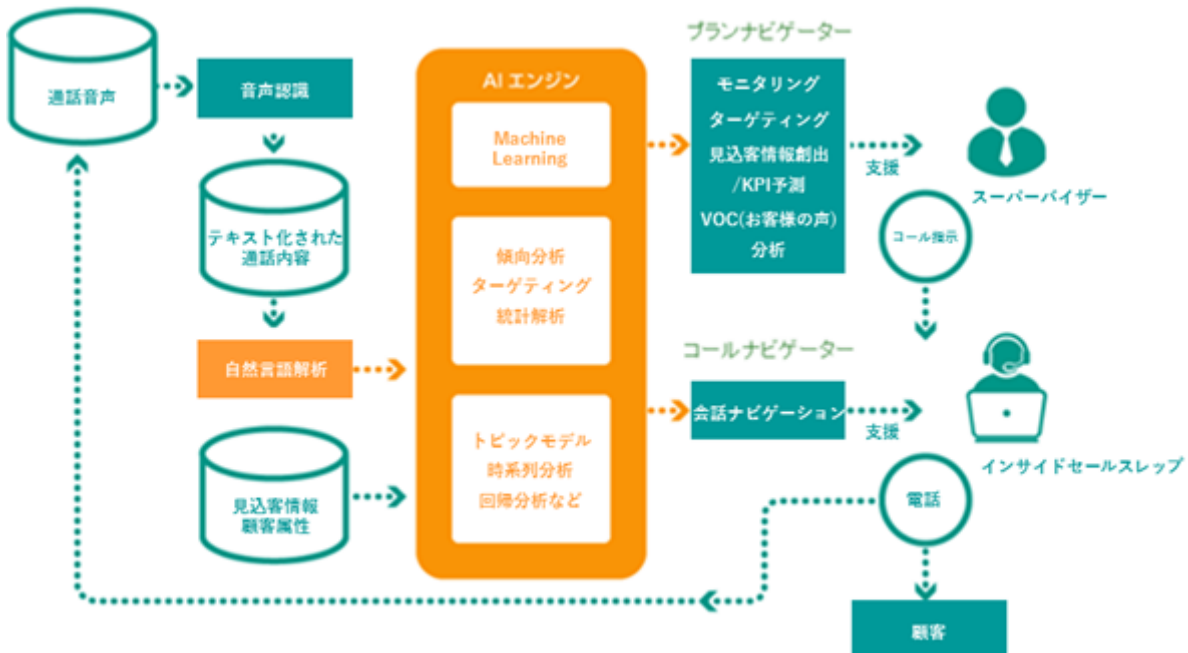 通話音声
音声認識
テキスト化された
通話内容
自然言語解析
見込客情報
顧客属性
AIエンジン
Machine
Learning
傾向分析
ターゲティング
統計解析
トピックモデル
時系列分析
回帰分析など
プランナビゲーター
モニタリング
ターゲティング
見込客情報創出
/KPI予測
VOC(お客様の声)
分析
支援
スーパーバイザー
コール指示
コールナビゲーター
会話ナビゲーション
支援
インサイドセールスレップ
電話
顧客